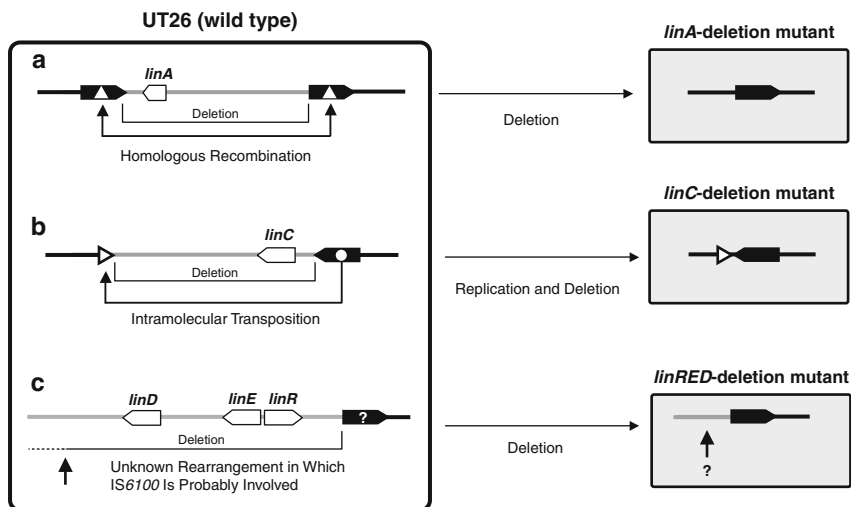 UT26 (wild type)
linA-deletion mutant
a
linA
Deletion
Homologous Recombination
Deletion
linC-deletion mutant
b
linC
Deletion
Intramolecular Transposition
Replication and Deletion
linRED-deletion mutant
c
linD
linE
linR
?
Deletion
Unknown Rearrangement in Which
IS6100 Is Probably Involved
Deletion
?